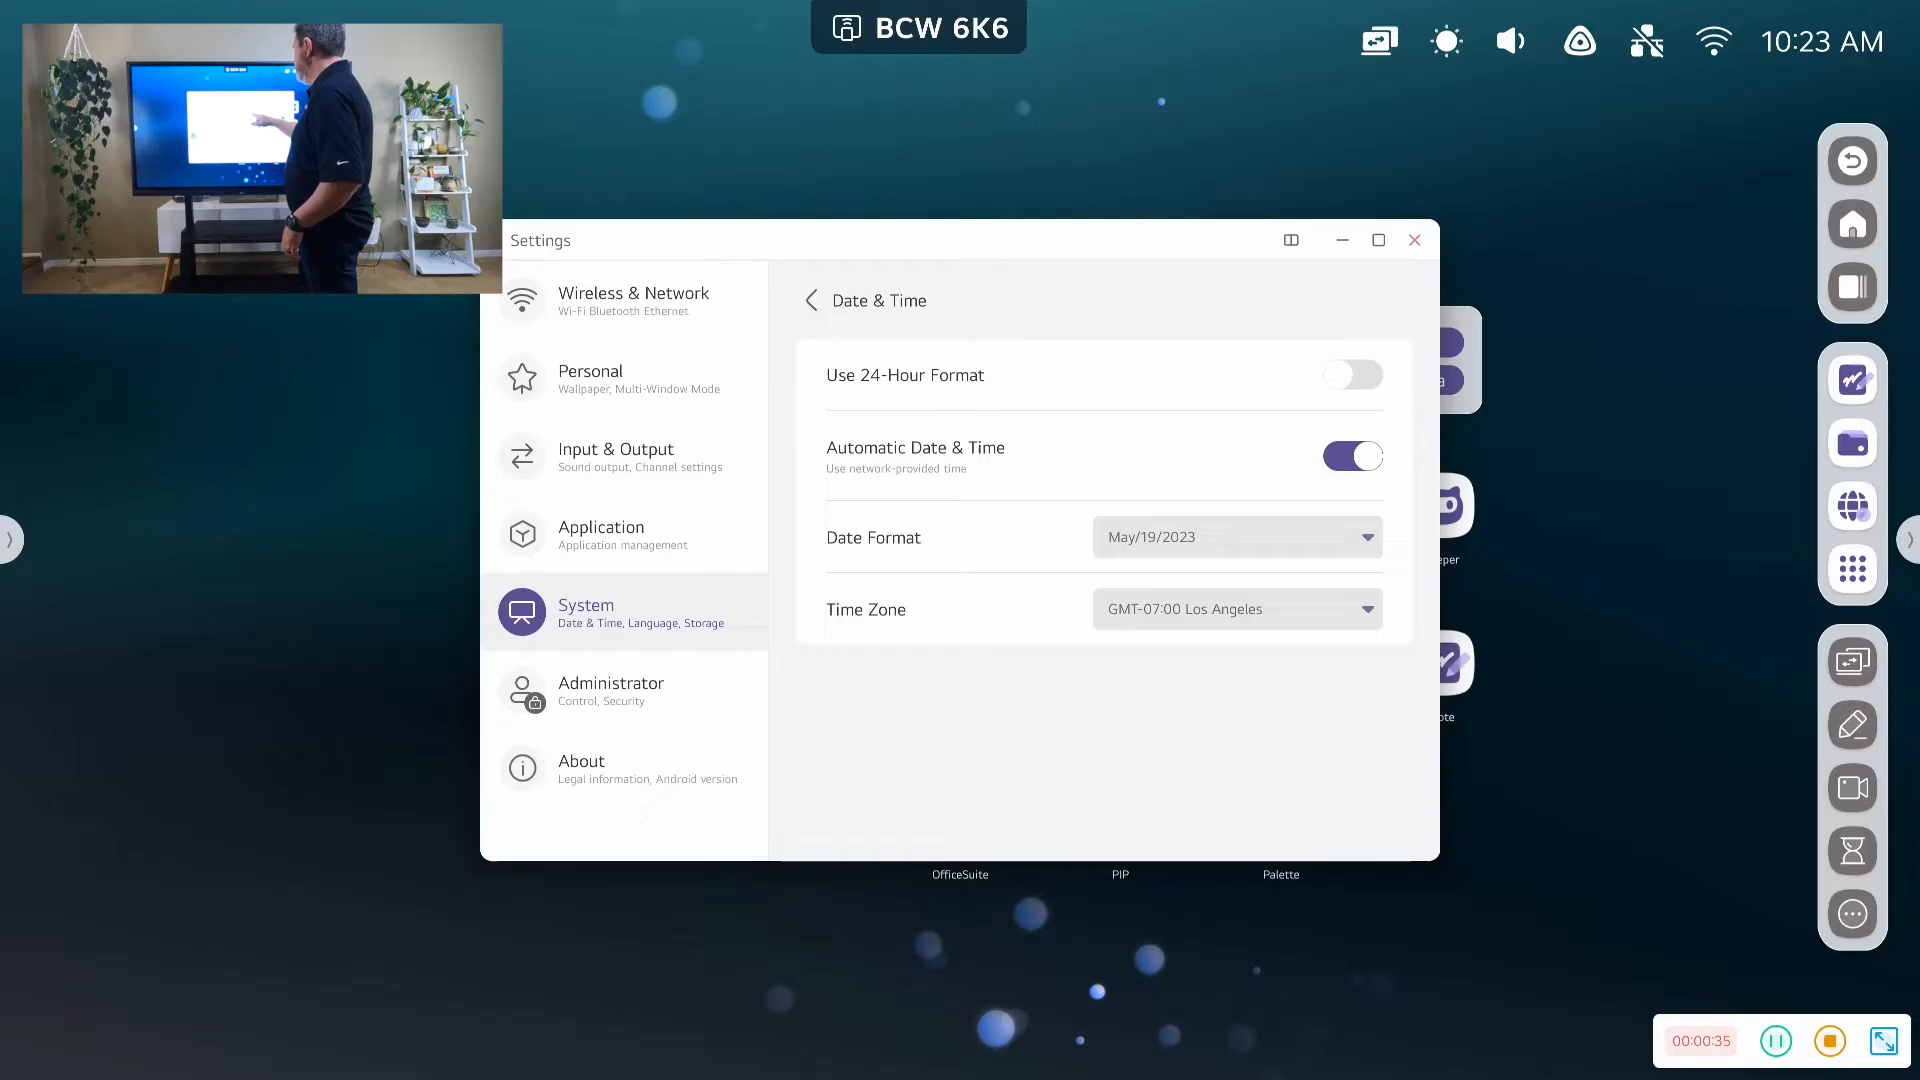 BCW 6K6
10:23 AM
Settings
Wireless & Network
Wi-Fi Bluetooth Ethernet
Personal
Wallpaper, Multi-Window Mode
Input & Output
Sound output, Channel settings
Application
Application management
System
Date & Time, Language, Storage
Administrator
Control, Security
About
Legal information, Android version
Date & Time
Use 24-Hour Format
Automatic Date & Time
Use network-provided time
Date Format
May/19/2023
Time Zone
GMT-07:00 Los Angeles
a
eper
ote
OfficeSuite
PIP
Palette
00:00:35